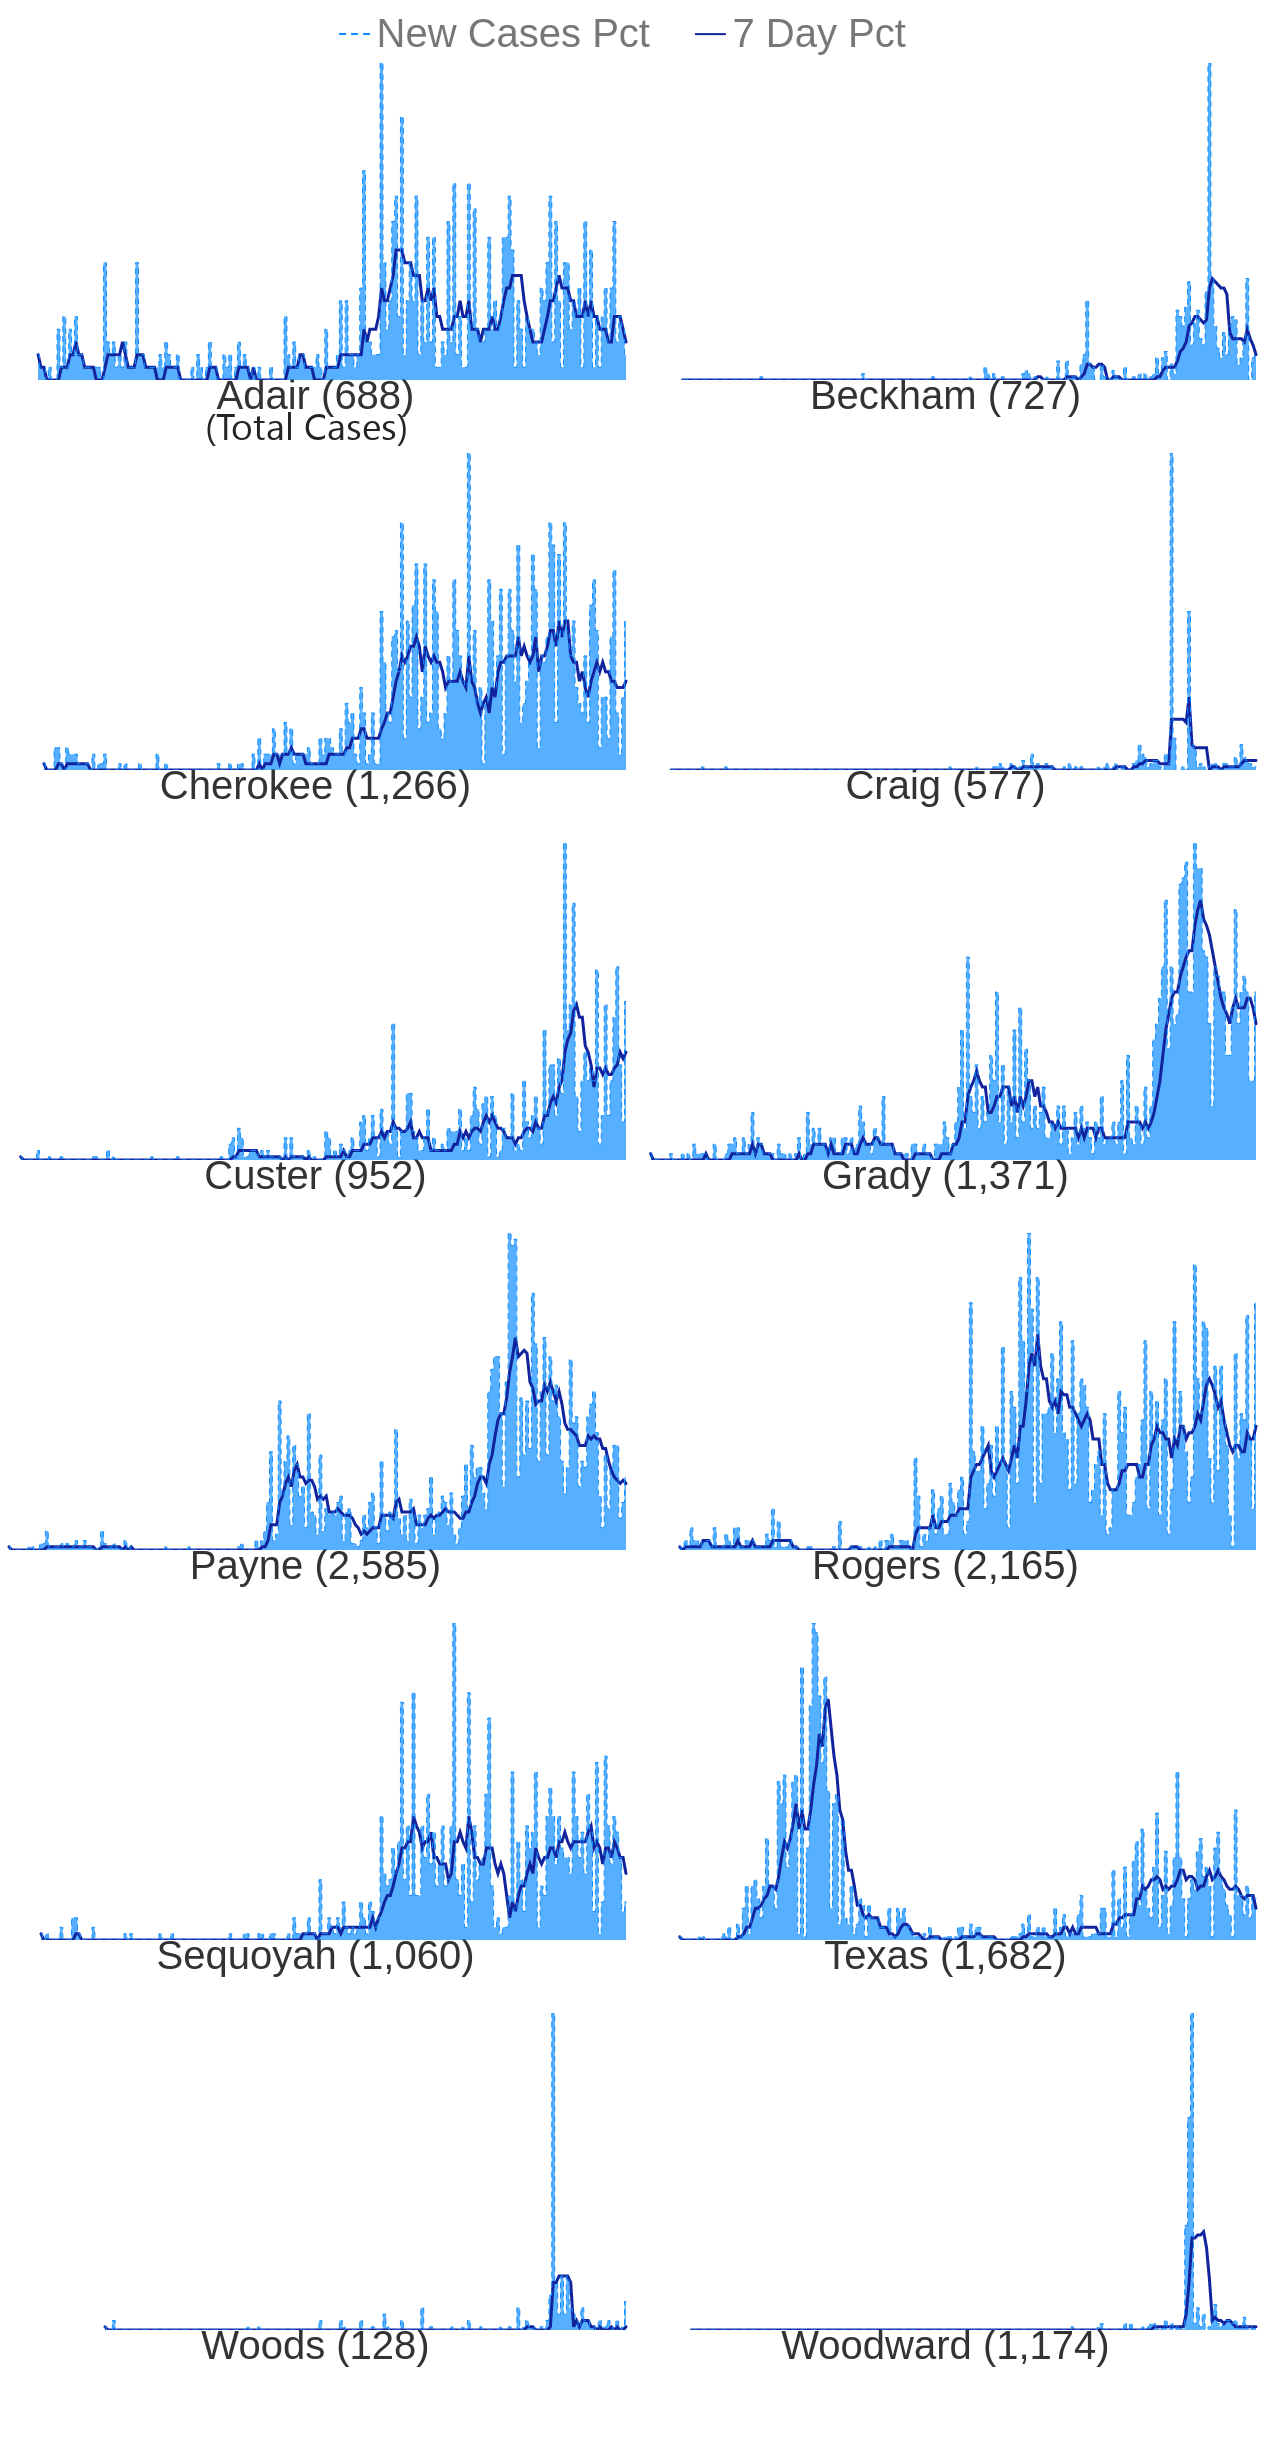 New Cases Pct 7 Day Pct
Adair (688) Beckham (727)
(Total Cases)
Cherokee (1,266) Craig (577)
Custer (952) Grady (1,371)
Payne (2,585) Rogers (2,165)
Sequoyah (1,060) Texas (1,682)
Woods (128) Woodward (1,174)